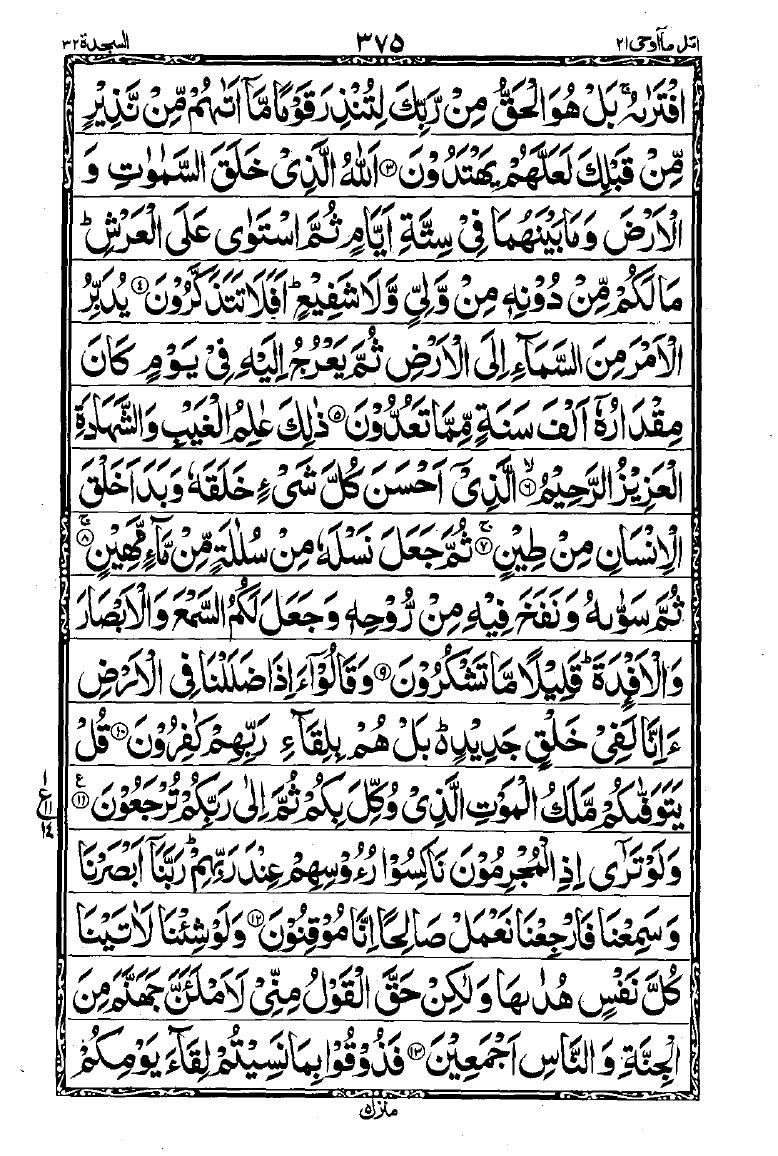 اتل ما اوحی ٢١ ٣٧٥ السجدة ٣٢
افْتَرٰىهُ ۚ بَلْ هُوَ الْحَقُّ مِنْ رَّبِّكَ لِتُنْذِرَ قَوْمًا مَّاۤ اَتٰىهُمْ مِّنْ نَّذِیْرٍ
مِّنْ قَبْلِكَ لَعَلَّهُمْ یَهْتَدُوْنَ ۝٣ اَللّٰهُ الَّذِیْ خَلَقَ السَّمٰوٰتِ وَ
الْاَرْضَ وَمَا بَیْنَهُمَا فِیْ سِتَّةِ اَیَّامٍ ثُمَّ اسْتَوٰی عَلَی الْعَرْشِ ؕ
مَا لَكُمْ مِّنْ دُوْنِهٖ مِنْ وَّلِیٍّ وَّلَا شَفِیْعٍ ؕ اَفَلَا تَتَذَكَّرُوْنَ ۝٤ یُدَبِّرُ
الْاَمْرَ مِنَ السَّمَآءِ اِلَی الْاَرْضِ ثُمَّ یَعْرُجُ اِلَیْهِ فِیْ یَوْمٍ كَانَ
مِقْدَارُهٗۤ اَلْفَ سَنَةٍ مِّمَّا تَعُدُّوْنَ ۝٥ ذٰلِكَ عٰلِمُ الْغَیْبِ وَالشَّهَادَةِ
الْعَزِیْزُ الرَّحِیْمُ ۝٦ۙ الَّذِیْۤ اَحْسَنَ كُلَّ شَیْءٍ خَلَقَهٗ وَبَدَاَ خَلْقَ
الْاِنْسَانِ مِنْ طِیْنٍ ۝٧ۚ ثُمَّ جَعَلَ نَسْلَهٗ مِنْ سُلٰلَةٍ مِّنْ مَّآءٍ مَّهِیْنٍ ۝٨ۚ
ثُمَّ سَوّٰىهُ وَنَفَخَ فِیْهِ مِنْ رُّوْحِهٖ وَجَعَلَ لَكُمُ السَّمْعَ وَالْاَبْصَارَ
وَالْاَفْـِٕدَةَ ؕ قَلِیْلًا مَّا تَشْكُرُوْنَ ۝٩ وَقَالُوْۤا ءَاِذَا ضَلَلْنَا فِی الْاَرْضِ
ءَاِنَّا لَفِیْ خَلْقٍ جَدِیْدٍ ؕ۬ بَلْ هُمْ بِلِقَآءِ رَبِّهِمْ كٰفِرُوْنَ ۝١٠ قُلْ
یَتَوَفّٰىكُمْ مَّلَكُ الْمَوْتِ الَّذِیْ وُكِّلَ بِكُمْ ثُمَّ اِلٰی رَبِّكُمْ تُرْجَعُوْنَ ۝١١ ع
١ ع ١١ ١٤
وَلَوْ تَرٰۤی اِذِ الْمُجْرِمُوْنَ نَاكِسُوْا رُءُوْسِهِمْ عِنْدَ رَبِّهِمْ ؕ رَبَّنَاۤ اَبْصَرْنَا
وَسَمِعْنَا فَارْجِعْنَا نَعْمَلْ صَالِحًا اِنَّا مُوْقِنُوْنَ ۝١٢ وَلَوْ شِئْنَا لَاٰتَیْنَا
كُلَّ نَفْسٍ هُدٰىهَا وَلٰكِنْ حَقَّ الْقَوْلُ مِنِّیْ لَاَمْلَـَٔنَّ جَهَنَّمَ مِنَ
الْجِنَّةِ وَالنَّاسِ اَجْمَعِیْنَ ۝١٣ فَذُوْقُوْا بِمَا نَسِیْتُمْ لِقَآءَ یَوْمِكُمْ
منزل ٥